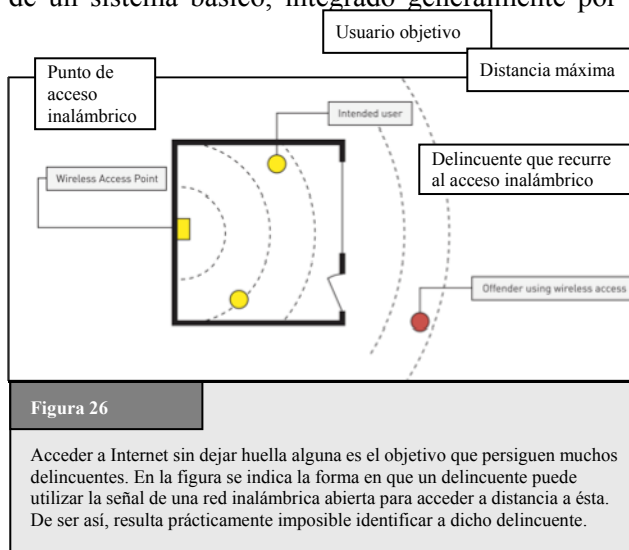 de un sistema básico, integrado generalmente por
Usuario objetivo
Distancia máxima
Punto de
acceso
inalámbrico
Intended user
Delincuente que recurre
al acceso inalámbrico
Wireless Access Point
Offender using wireless access
Figura 26
Acceder a Internet sin dejar huella alguna es el objetivo que persiguen muchos
delincuentes. En la figura se indica la forma en que un delincuente puede
utilizar la señal de una red inalámbrica abierta para acceder a distancia a ésta.
De ser así, resulta prácticamente imposible identificar a dicho delincuente.